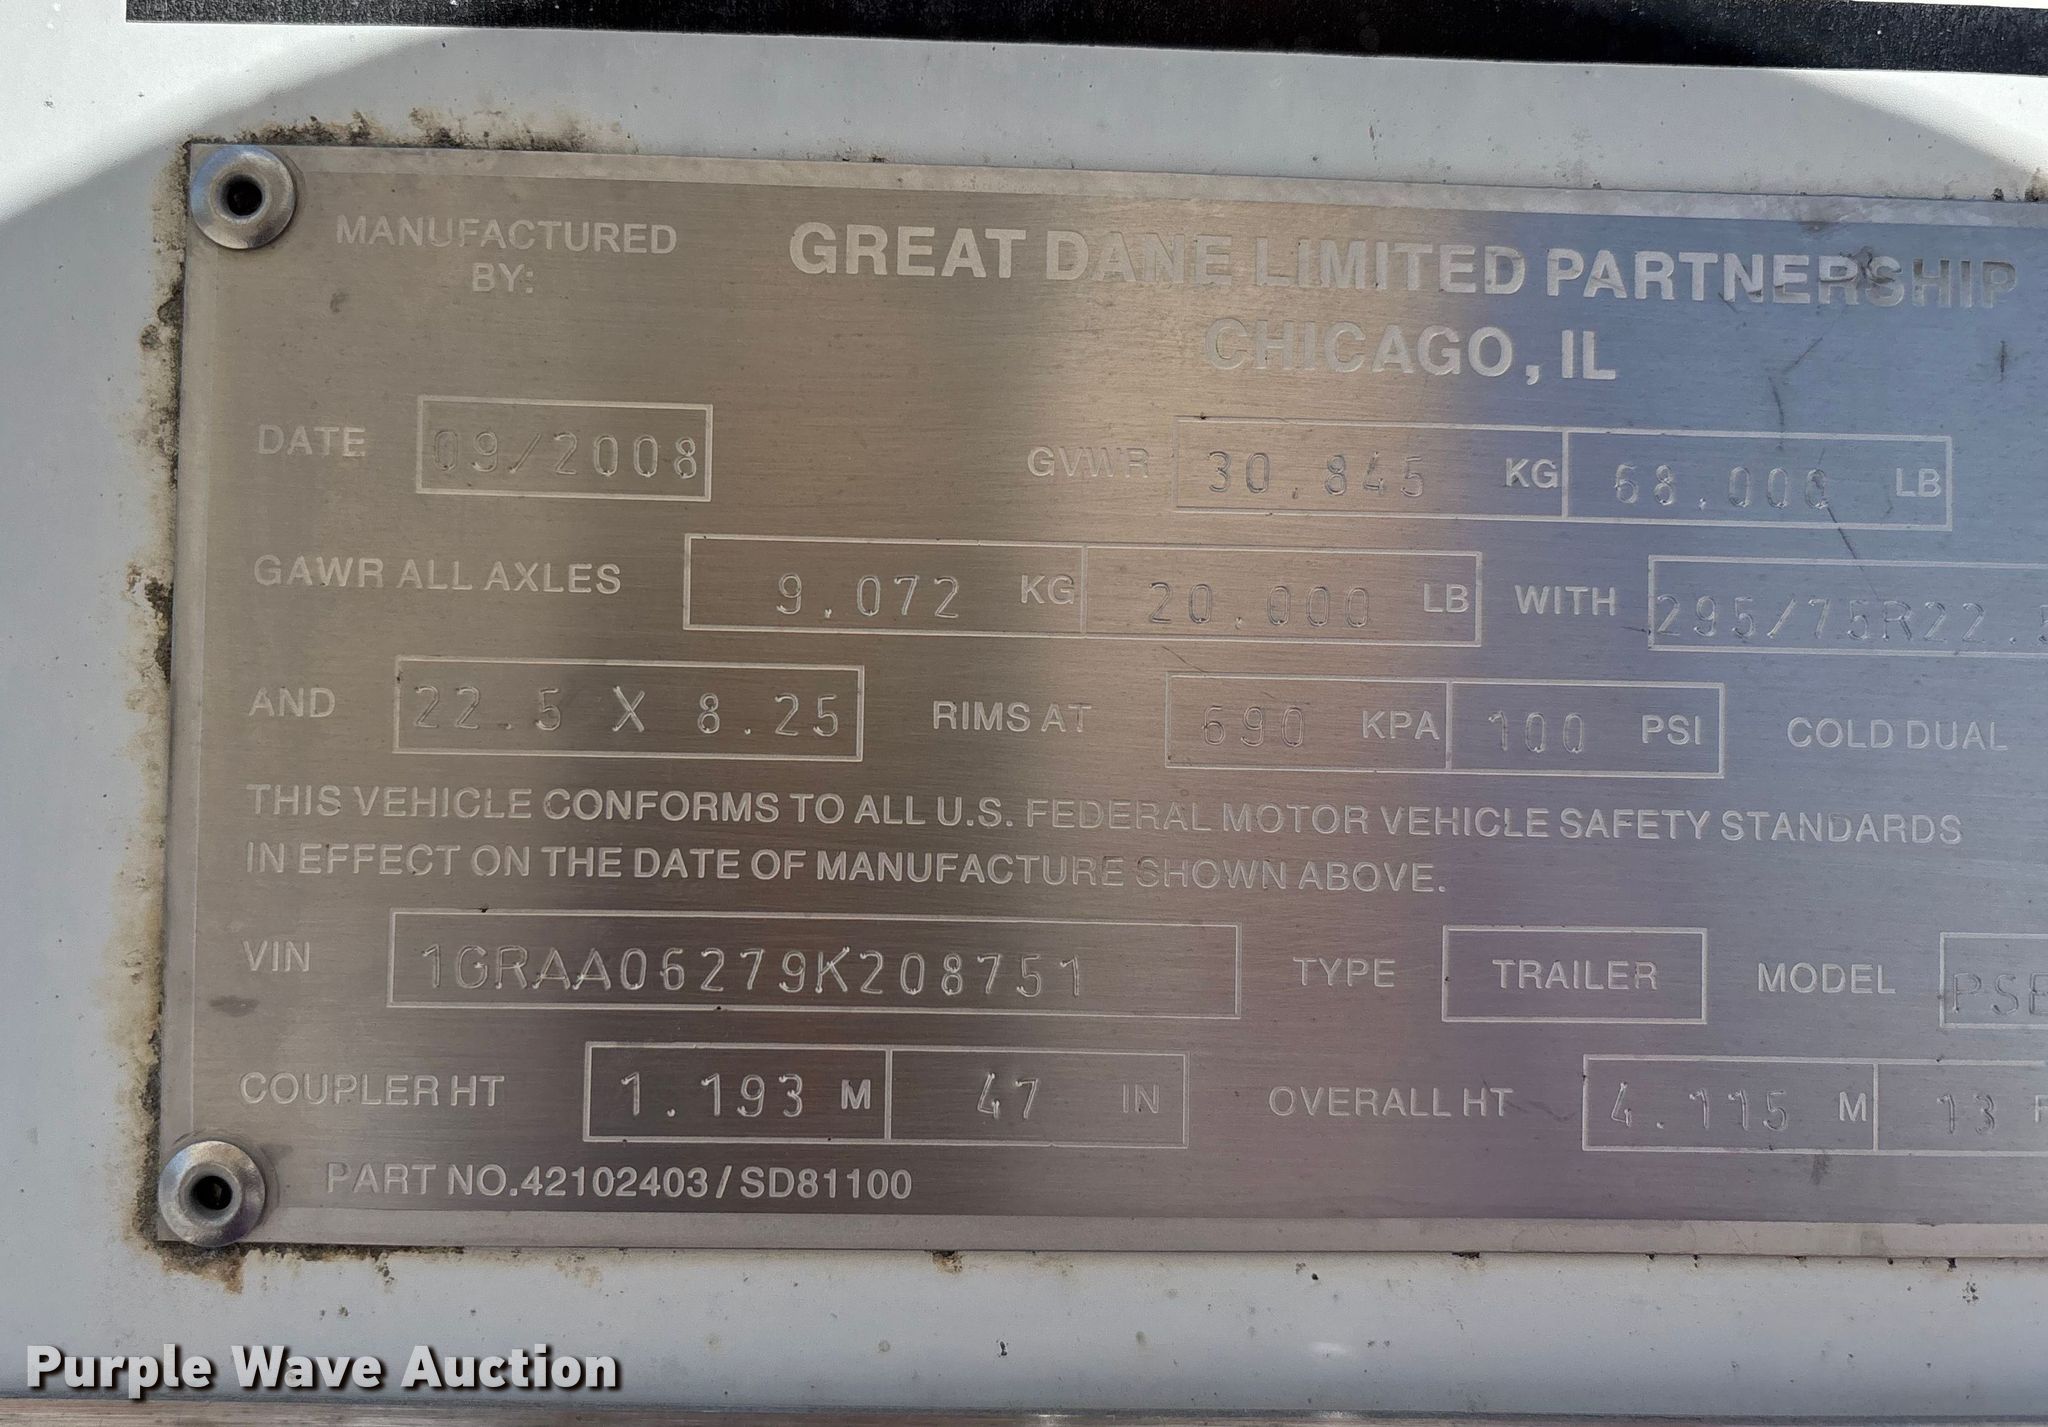 MANUFACTURED BY: GREAT DANE LIMITED PARTNERSHIP
CHICAGO, IL
DATE 09/2008 GVWR 30.845 KG 68.000 LB
GAWR ALL AXLES 9.072 KG 20.000 LB WITH 295/75R22.5
AND 22.5 X 8.25 RIMS AT 690 KPA 100 PSI COLD DUAL
THIS VEHICLE CONFORMS TO ALL U.S. FEDERAL MOTOR VEHICLE SAFETY STANDARDS
IN EFFECT ON THE DATE OF MANUFACTURE SHOWN ABOVE.
VIN 1GRAA06279K208751 TYPE TRAILER MODEL
COUPLER HT 1.193 M 47 IN OVERALL HT 4.115 M 13
PART NO.42102403/SD81100
Purple Wave Auction